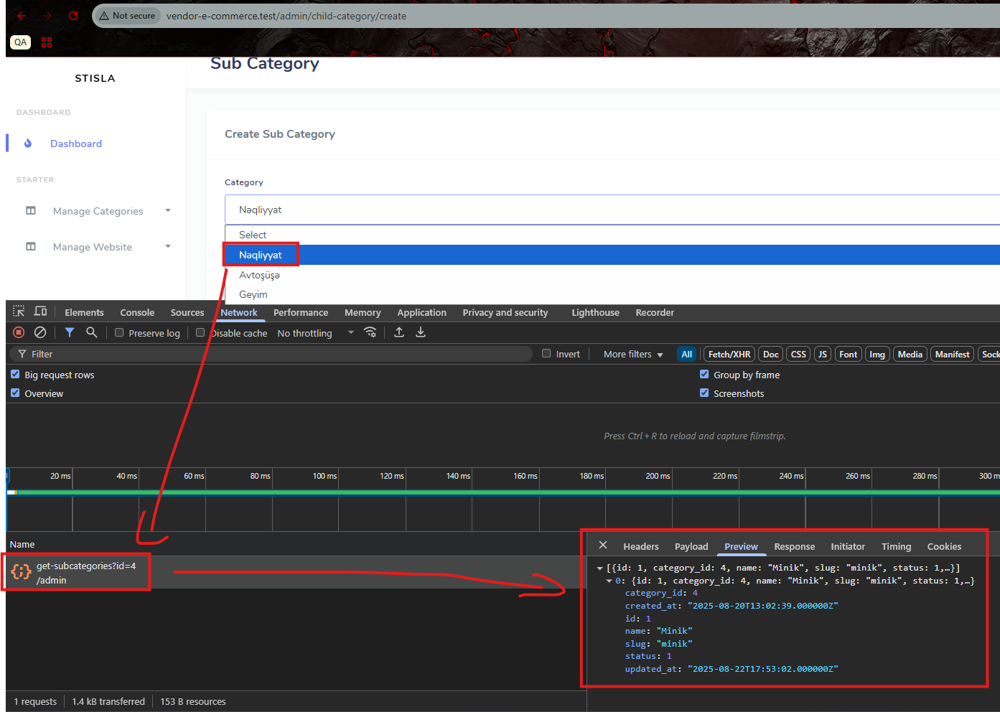 Not secure
vendor-e-commerce.test/admin/child-category/create
QA
Sub Category
STISLA
DASHBOARD
Dashboard
STARTER
Manage Categories
Manage Website
Create Sub Category
Category
Nəqliyyat
Select
Nəqliyyat
Avtoşüşə
Geyim
Elements Console Sources Network Performance Memory Application Privacy and security Lighthouse Recorder
Preserve log Disable cache No throttling
Filter Invert More filters All Fetch/XHR Doc CSS JS Font Img Media Manifest Sock
Big request rows Group by frame
Overview Screenshots
Press Ctrl + R to reload and capture filmstrip.
20 ms 40 ms 60 ms 80 ms 100 ms 120 ms 140 ms 160 ms 180 ms 200 ms 220 ms 240 ms 260 ms 280 ms 300 m
Name
get-subcategories?id=4
/admin
Headers Payload Preview Response Initiator Timing Cookies
[{id: 1, category_id: 4, name: "Minik", slug: "minik", status: 1,…}]
0: {id: 1, category_id: 4, name: "Minik", slug: "minik", status: 1,…}
category_id: 4
created_at: "2025-08-20T13:02:39.000000Z"
id: 1
name: "Minik"
slug: "minik"
status: 1
updated_at: "2025-08-22T17:53:02.000000Z"
1 requests 1.4 kB transferred 153 B resources